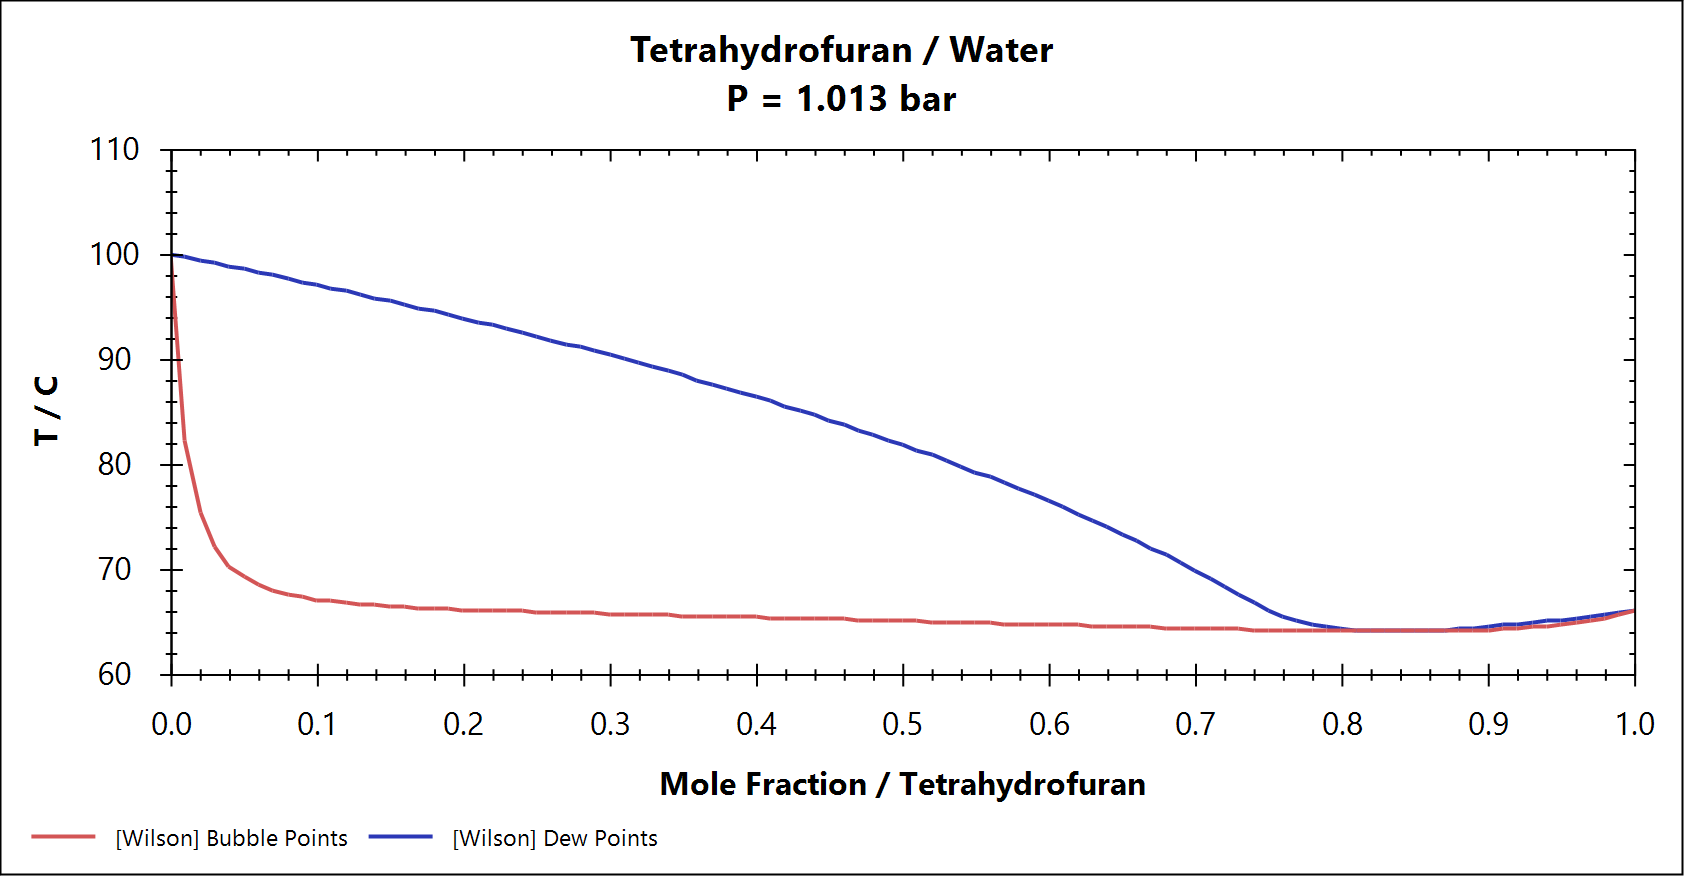 Tetrahydrofuran / Water
P = 1.013 bar
110
100
90
80
70
60
T / C
0.0 0.1 0.2 0.3 0.4 0.5 0.6 0.7 0.8 0.9 1.0
Mole Fraction / Tetrahydrofuran
[Wilson] Bubble Points [Wilson] Dew Points